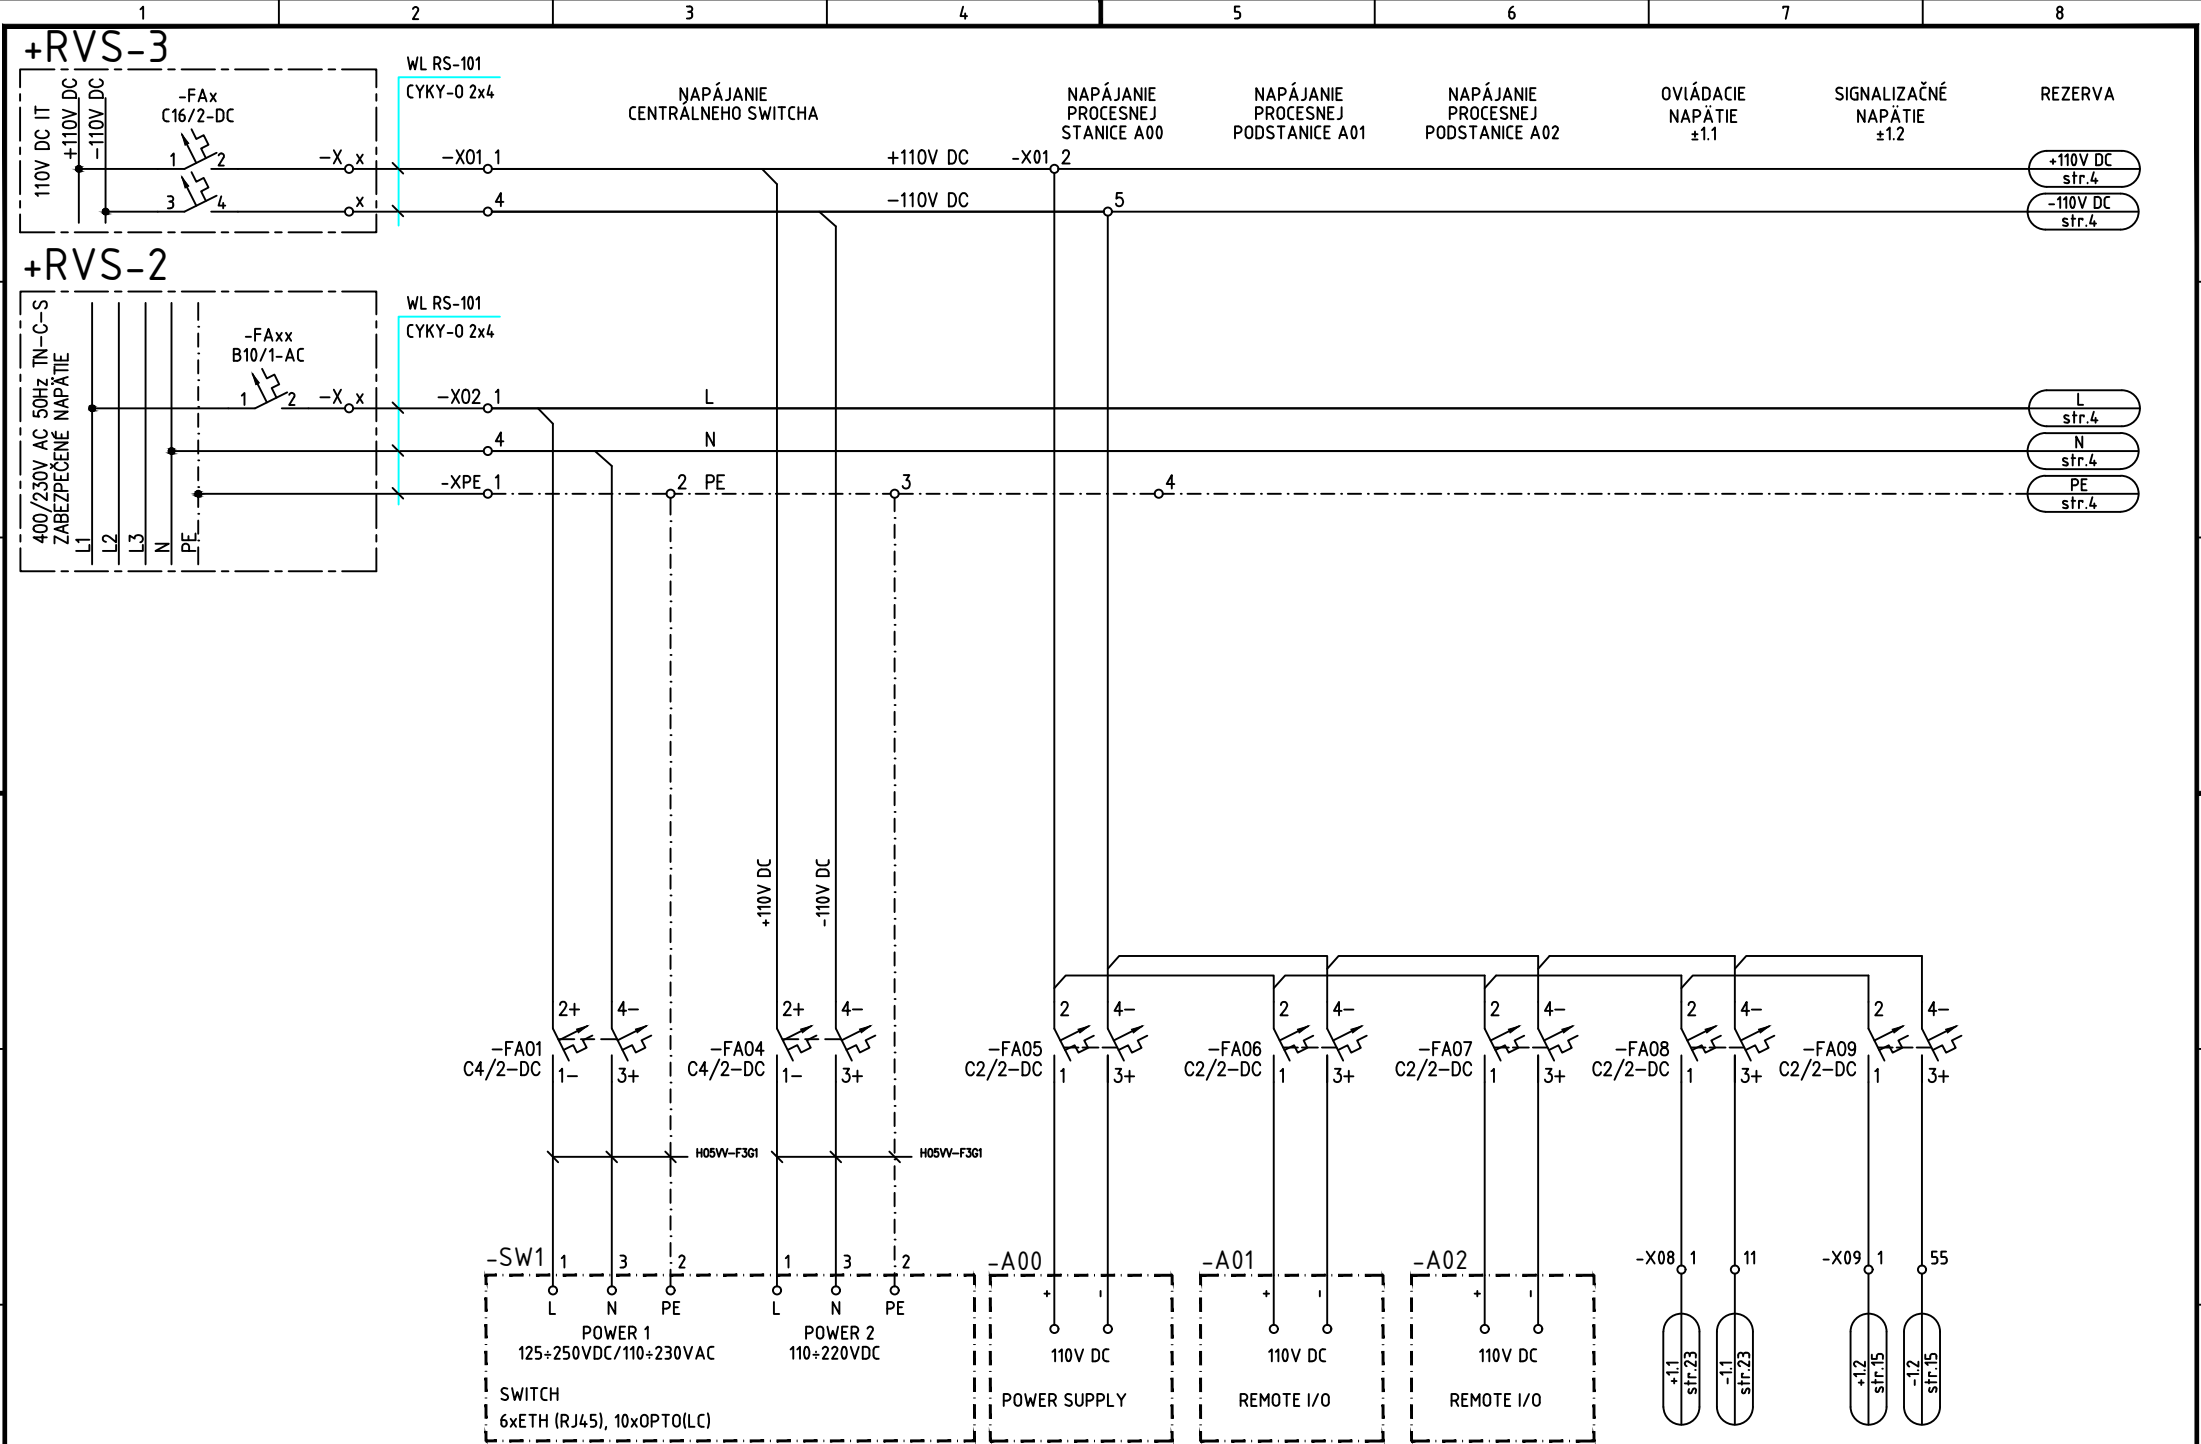 1 2 3 4 5 6 7 8
+RVS-3
110V DC IT
+110V DC
-110V DC
-FAx
C16/2-DC
1 2
3 4
-X x
x
WL RS-101
CYKY-O 2x4
-X01 1
4
NAPÁJANIE
CENTRÁLNEHO SWITCHA
+110V DC
-110V DC
-X01 2
5
NAPÁJANIE
PROCESNEJ
STANICE A00
NAPÁJANIE
PROCESNEJ
PODSTANICE A01
NAPÁJANIE
PROCESNEJ
PODSTANICE A02
OVlÁDACIE
NAPÄTIE
±1.1
SIGNALIZAČNÉ
NAPÄTIE
±1.2
REZERVA
+110V DC
str.4
-110V DC
str.4
+RVS-2
400/230V AC 50Hz TN-C-S
ZABEZPEČENÉ NAPÄTIE
L1
L2
L3
N
PE
-FAxx
B10/1-AC
1 2
-X x
WL RS-101
CYKY-O 2x4
-X02 1
4
-XPE 1
L
N
2 PE
3
4
L
str.4
N
str.4
PE
str.4
+110V DC
-110V DC
-FA01
C4/2-DC
2+ 4-
1- 3+
-FA04
C4/2-DC
2+ 4-
1- 3+
-FA05
C2/2-DC
2 4-
1 3+
-FA06
C2/2-DC
2 4-
1 3+
-FA07
C2/2-DC
2 4-
1 3+
-FA08
C2/2-DC
2 4-
1 3+
-FA09
C2/2-DC
2 4-
1 3+
H05VV-F3G1
H05VV-F3G1
-SW1 1 3 2 1 3 2
L N PE L N PE
POWER 1
125÷250VDC/110÷230VAC
POWER 2
110÷220VDC
SWITCH
6xETH (RJ45), 10xOPTO(LC)
-A00
+ -
110V DC
POWER SUPPLY
-A01
+ -
110V DC
REMOTE I/O
-A02
+ -
110V DC
REMOTE I/O
-X08 1 11
+1.1
str.23
-1.1
str.23
-X09 1 55
+1.2
str.15
-1.2
str.15